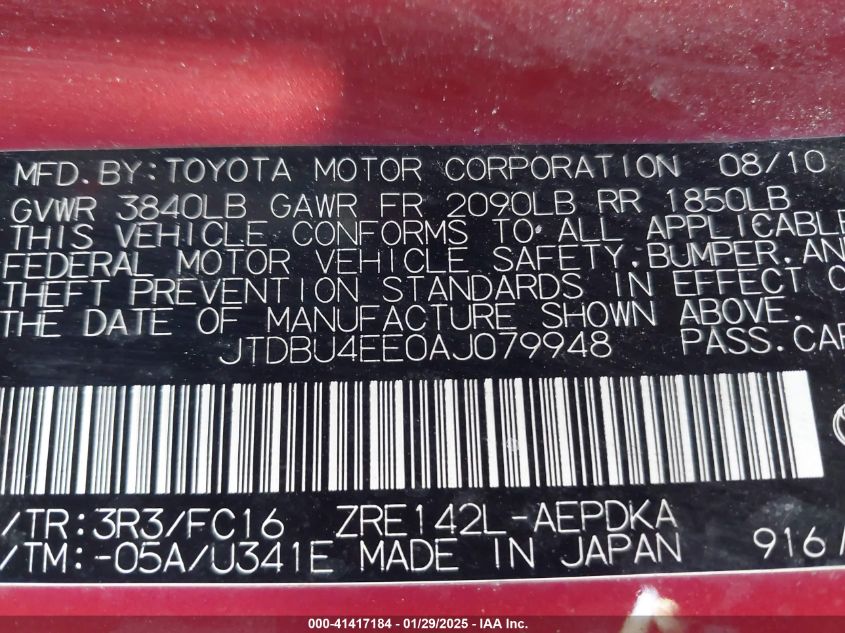 MFD. BY: TOYOTA MOTOR CORPORATION 08/10
GVWR 3840LB GAWR FR 2090LB RR 1850LB
THIS VEHICLE CONFORMS TO ALL APPLICABLE
FEDERAL MOTOR VEHICLE SAFETY, BUMPER, AN
THEFT PREVENTION STANDARDS IN EFFECT O
THE DATE OF MANUFACTURE SHOWN ABOVE.
JTDBU4EE0AJ079948 PASS. CAR
/TR: 3R3/FC16 ZRE142L-AEPDKA
/TM: -05A/U341E MADE IN JAPAN 916
000-41417184 - 01/29/2025 - IAA Inc.